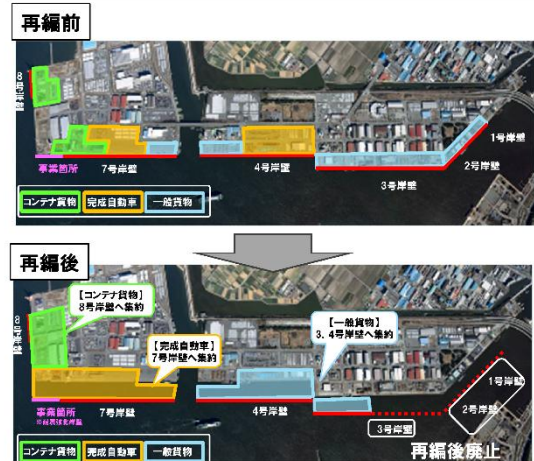 再編前
8号岸壁
事業箇所
7号岸壁
4号岸壁
3号岸壁
2号岸壁
1号岸壁
コンテナ貨物
完成自動車
一般貨物
再編後
8号岸壁
【コンテナ貨物】
8号岸壁へ集約
【完成自動車】
7号岸壁へ集約
【一般貨物】
3、4号岸壁へ集約
事業箇所
7号岸壁
4号岸壁
3号岸壁
2号岸壁
1号岸壁
再編後廃止
コンテナ貨物
完成自動車
一般貨物